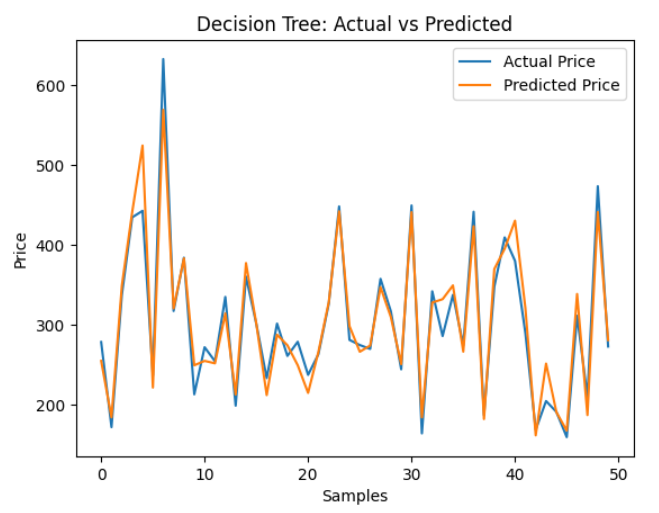 Decision Tree: Actual vs Predicted
Actual Price
Predicted Price
600
500
400
300
200
Price
0 10 20 30 40 50
Samples